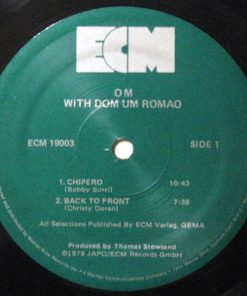 ECM
OM
WITH DOM UM ROMAO
ECM 19003
SIDE 1
1. CHIPERO 10:43
(Bobby Burri)
2. BACK TO FRONT 7:38
(Christy Doran)
All Selections Published By ECM Verlag, GEMA
Produced by Thomas Stowsand
©1978 JAPO/ECM Records GmbH